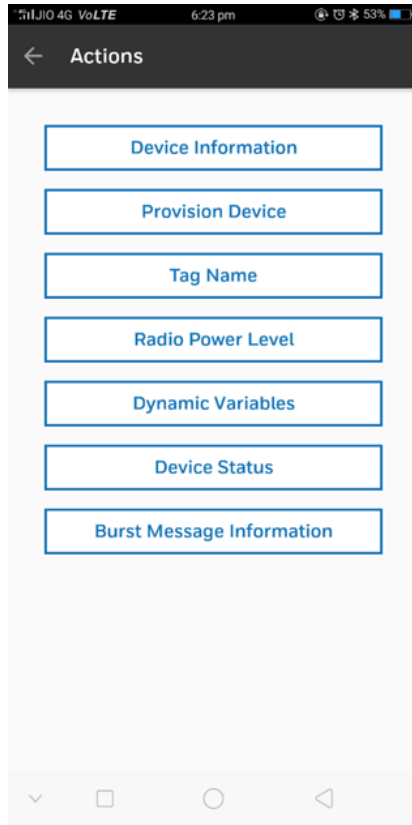 JIO 4G VoLTE 6:23 pm 53%
Actions
Device Information
Provision Device
Tag Name
Radio Power Level
Dynamic Variables
Device Status
Burst Message Information